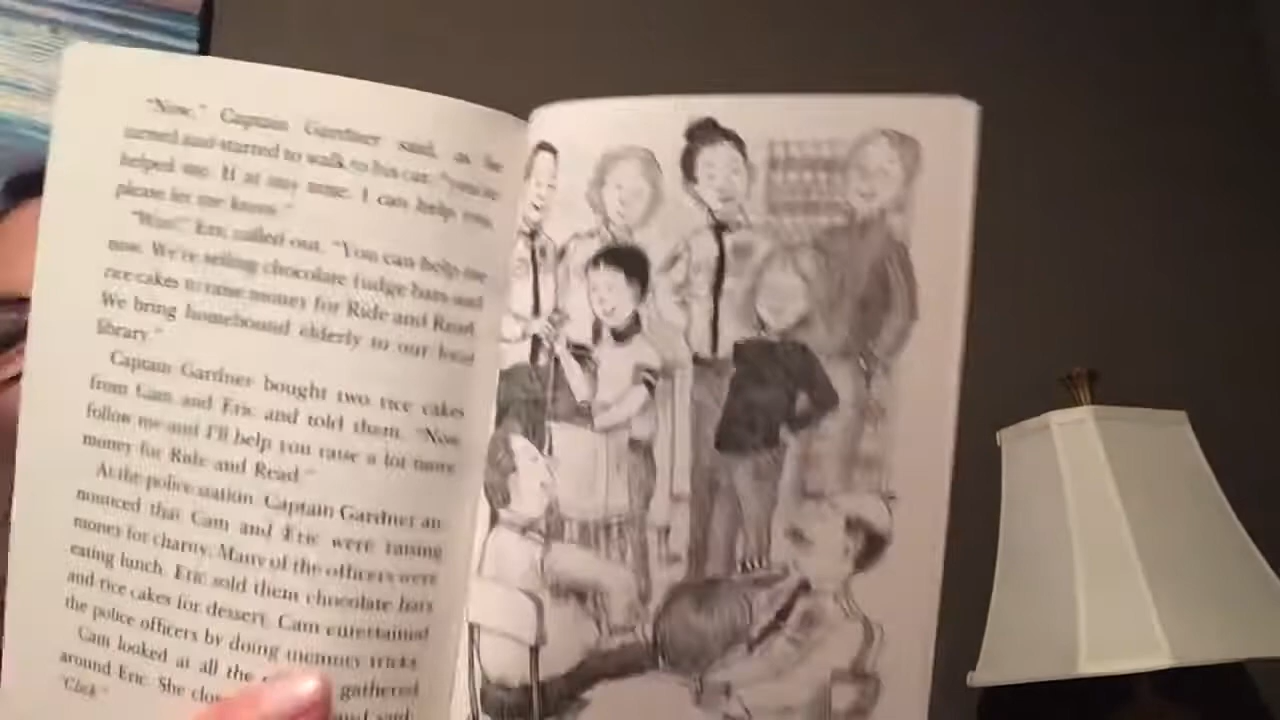 "Now," Captain Gardner said, as he
turned and started to walk to his car, "you've
helped me. If at any time, I can help you,
please let me know."
"Wait!" Eric called out. "You can help me
now. We're selling chocolate fudge bars and
rice cakes to raise money for Ride and Read.
We bring homebound elderly to our local
library."
Captain Gardner bought two rice cakes
from Cam and Eric and told them, "Now
follow me and I'll help you raise a lot more
money for Ride and Read."
At the police station, Captain Gardner an-
nounced that Cam and Eric were raising
money for charity. Many of the officers were
eating lunch. Eric sold them chocolate bars
and rice cakes for dessert. Cam entertained
the police officers by doing memory tricks.
Cam looked at all the gathered
around Eric. She and said,
"Click."